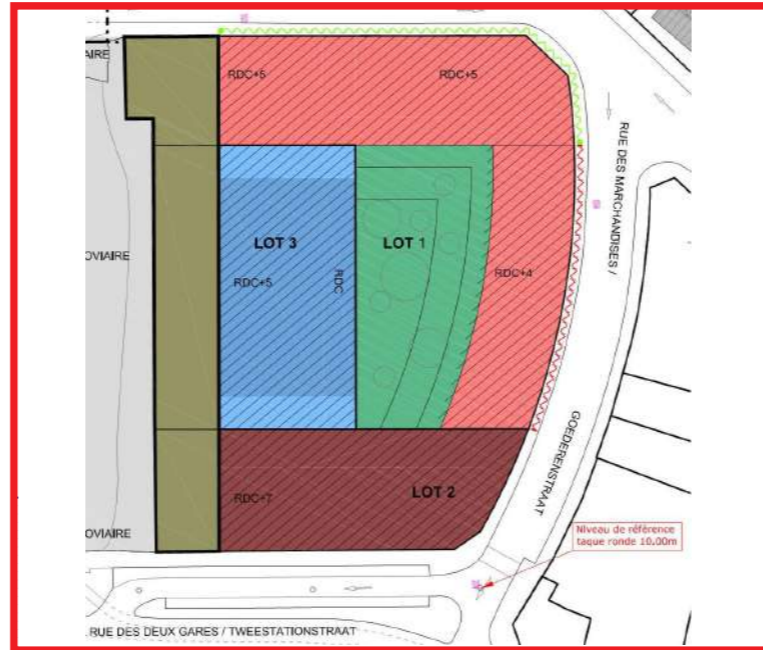 AIRE
RDC+5
RDC+5
RUE DES MARCHANDISES /
OVIAIRE
LOT 3
LOT 1
RDC+5
RDC
RDC+4
GOEDERENSTRAAT
RDC+7
LOT 2
OVIAIRE
Niveau de référence
taque ronde 10.00m
RUE DES DEUX GARES / TWEESTATIONSTRAAT